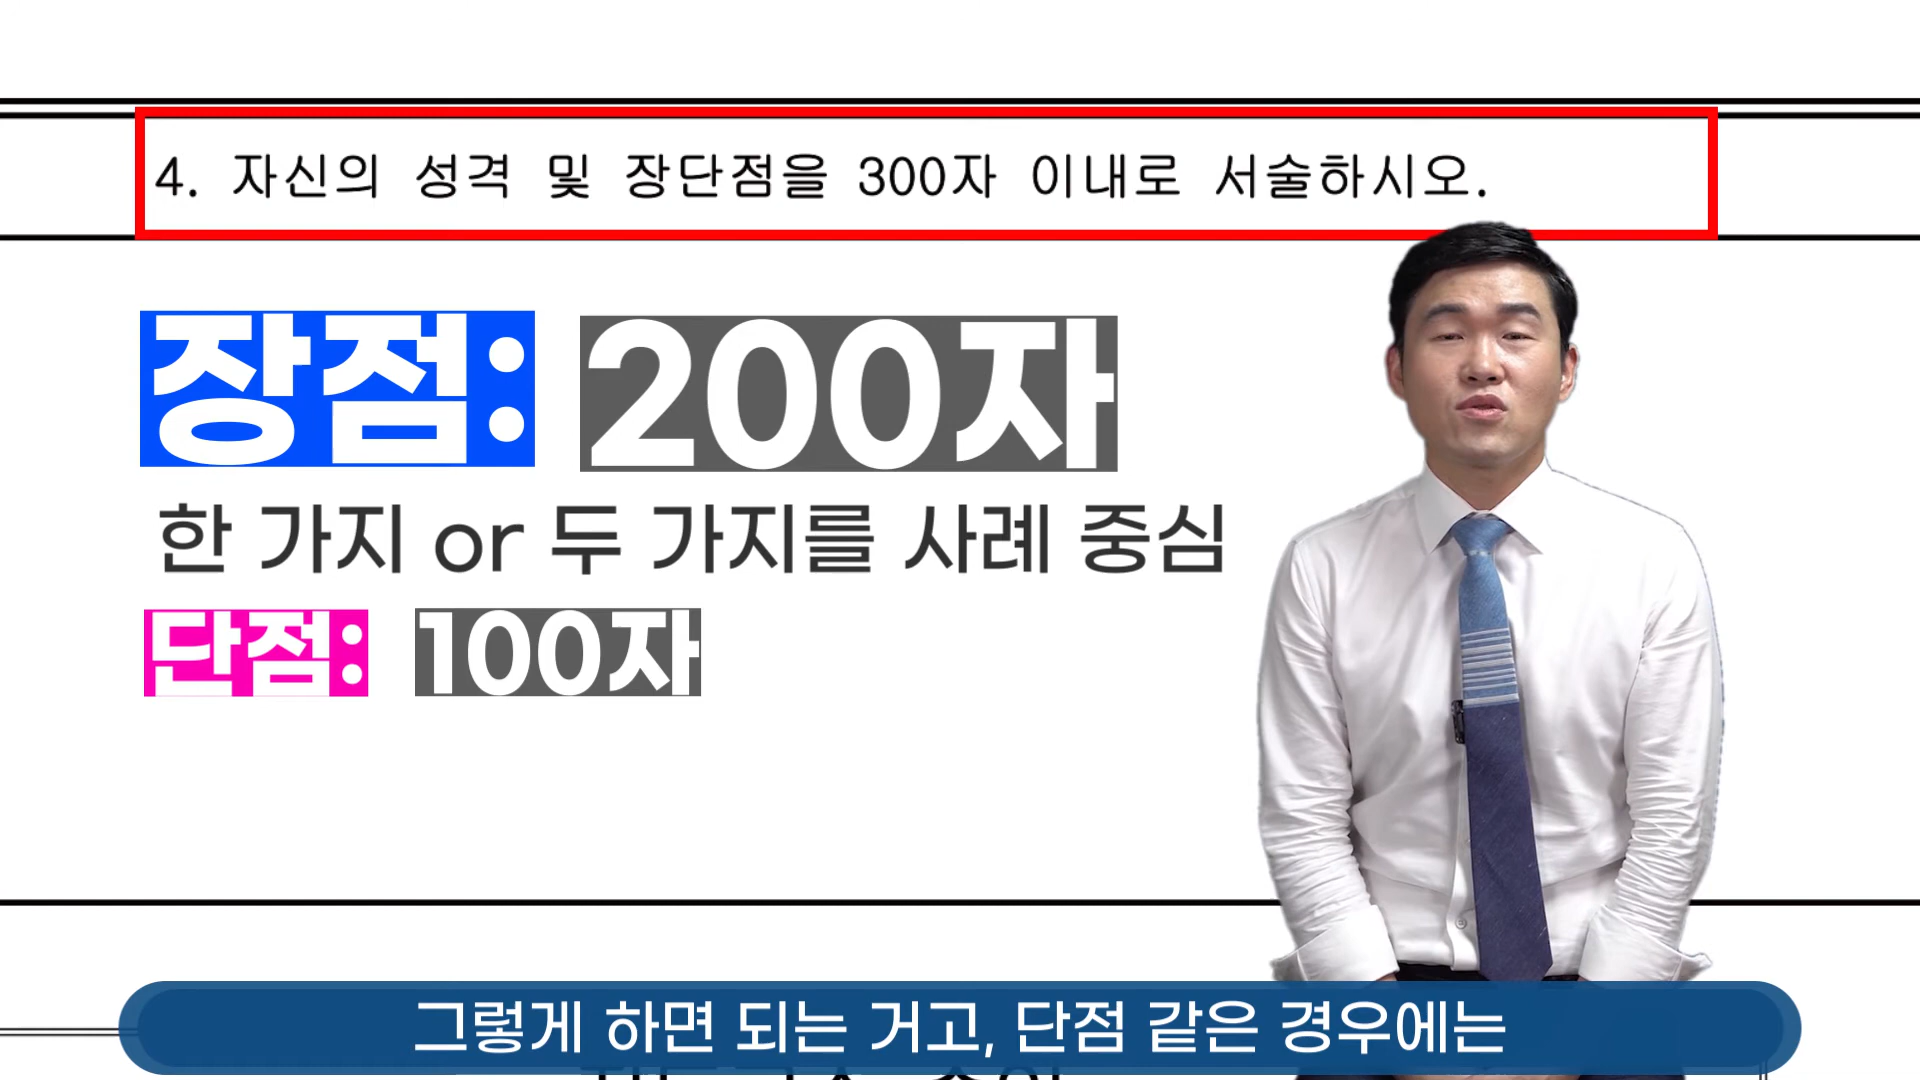 4. 자신의 성격 및 장단점을 300자 이내로 서술하시오.
장점: 200자
한 가지 or 두 가지를 사례 중심
단점: 100자
그렇게 하면 되는 거고, 단점 같은 경우에는